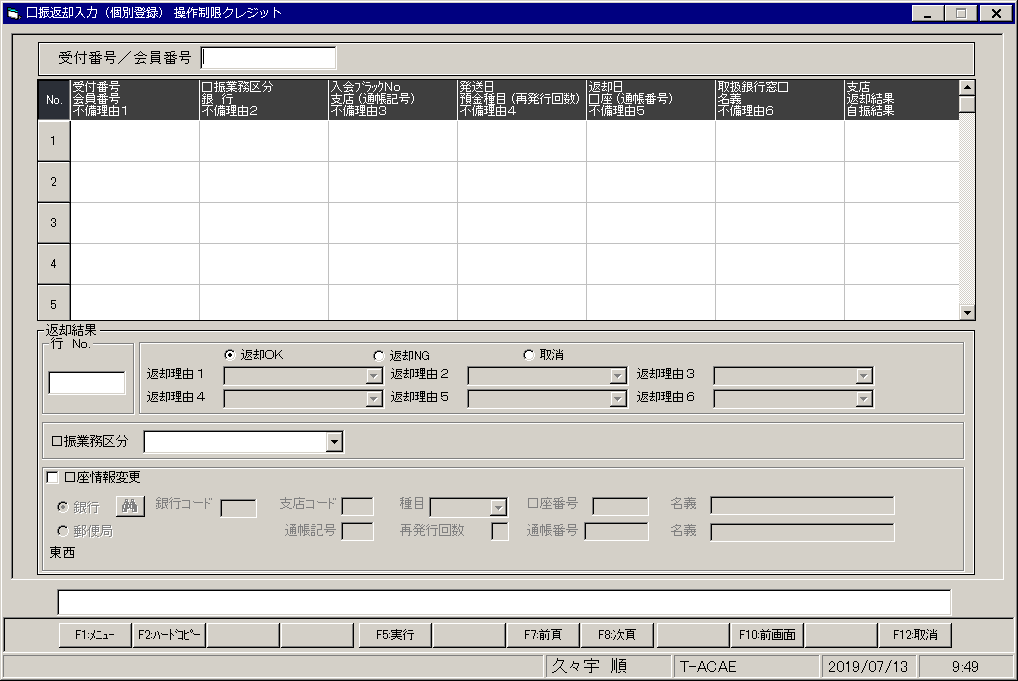 口振返却入力（個別登録） 操作制限クレジット
受付番号／会員番号
No.
受付番号 口振業務区分 入会ブラックNo 発送日 返却日 取扱銀行窓口 支店
会員番号 銀 行 支店（通帳記号） 預金種目（再発行回数） 口座（通帳番号） 名義 返却結果
不備理由1 不備理由2 不備理由3 不備理由4 不備理由5 不備理由6 自振結果
1
2
3
4
5
返却結果
行 No.
返却OK 返却NG 取消
返却理由1 返却理由2 返却理由3
返却理由4 返却理由5 返却理由6
口振業務区分
口座情報変更
銀行 銀行コード 支店コード 種目 口座番号 名義
郵便局 通帳記号 再発行回数 通帳番号 名義
東西
F1:メニュー F2:ハードコピー F5:実行 F7:前頁 F8:次頁 F10:前画面 F12:取消
久々宇 順 T-ACAE 2019/07/13 9:49